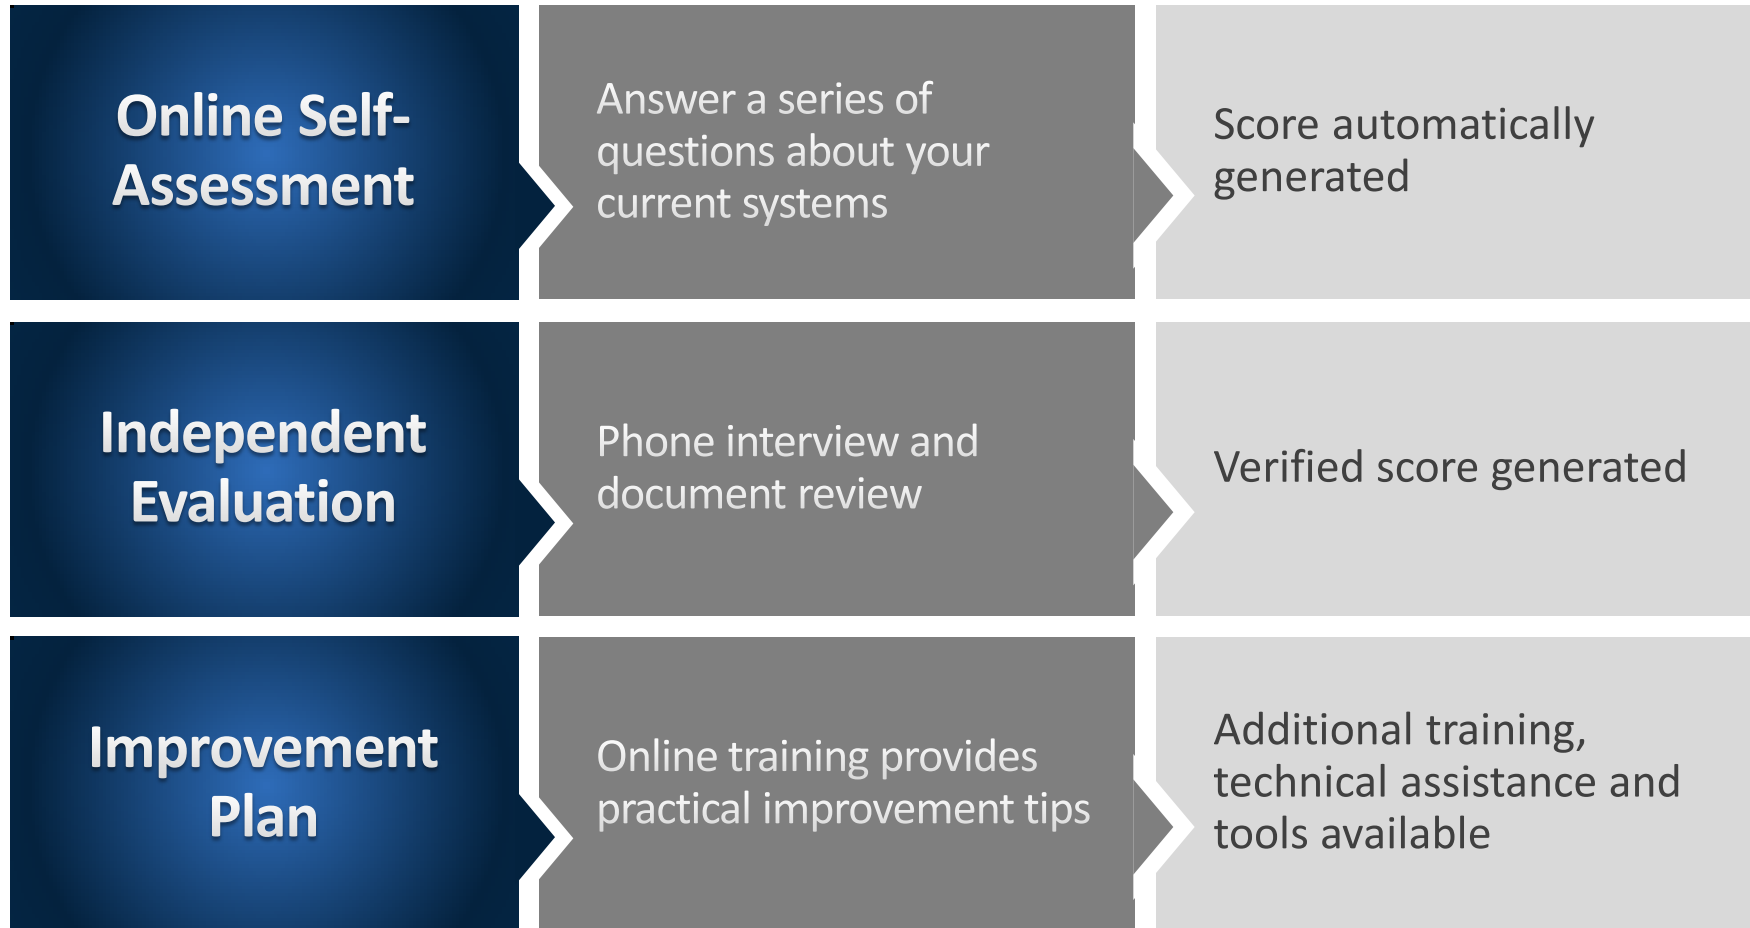 Online Self-
Assessment
Answer a series of
questions about your
current systems
Score automatically
generated
Independent
Evaluation
Phone interview and
document review
Verified score generated
Improvement
Plan
Online training provides
practical improvement tips
Additional training,
technical assistance and
tools available